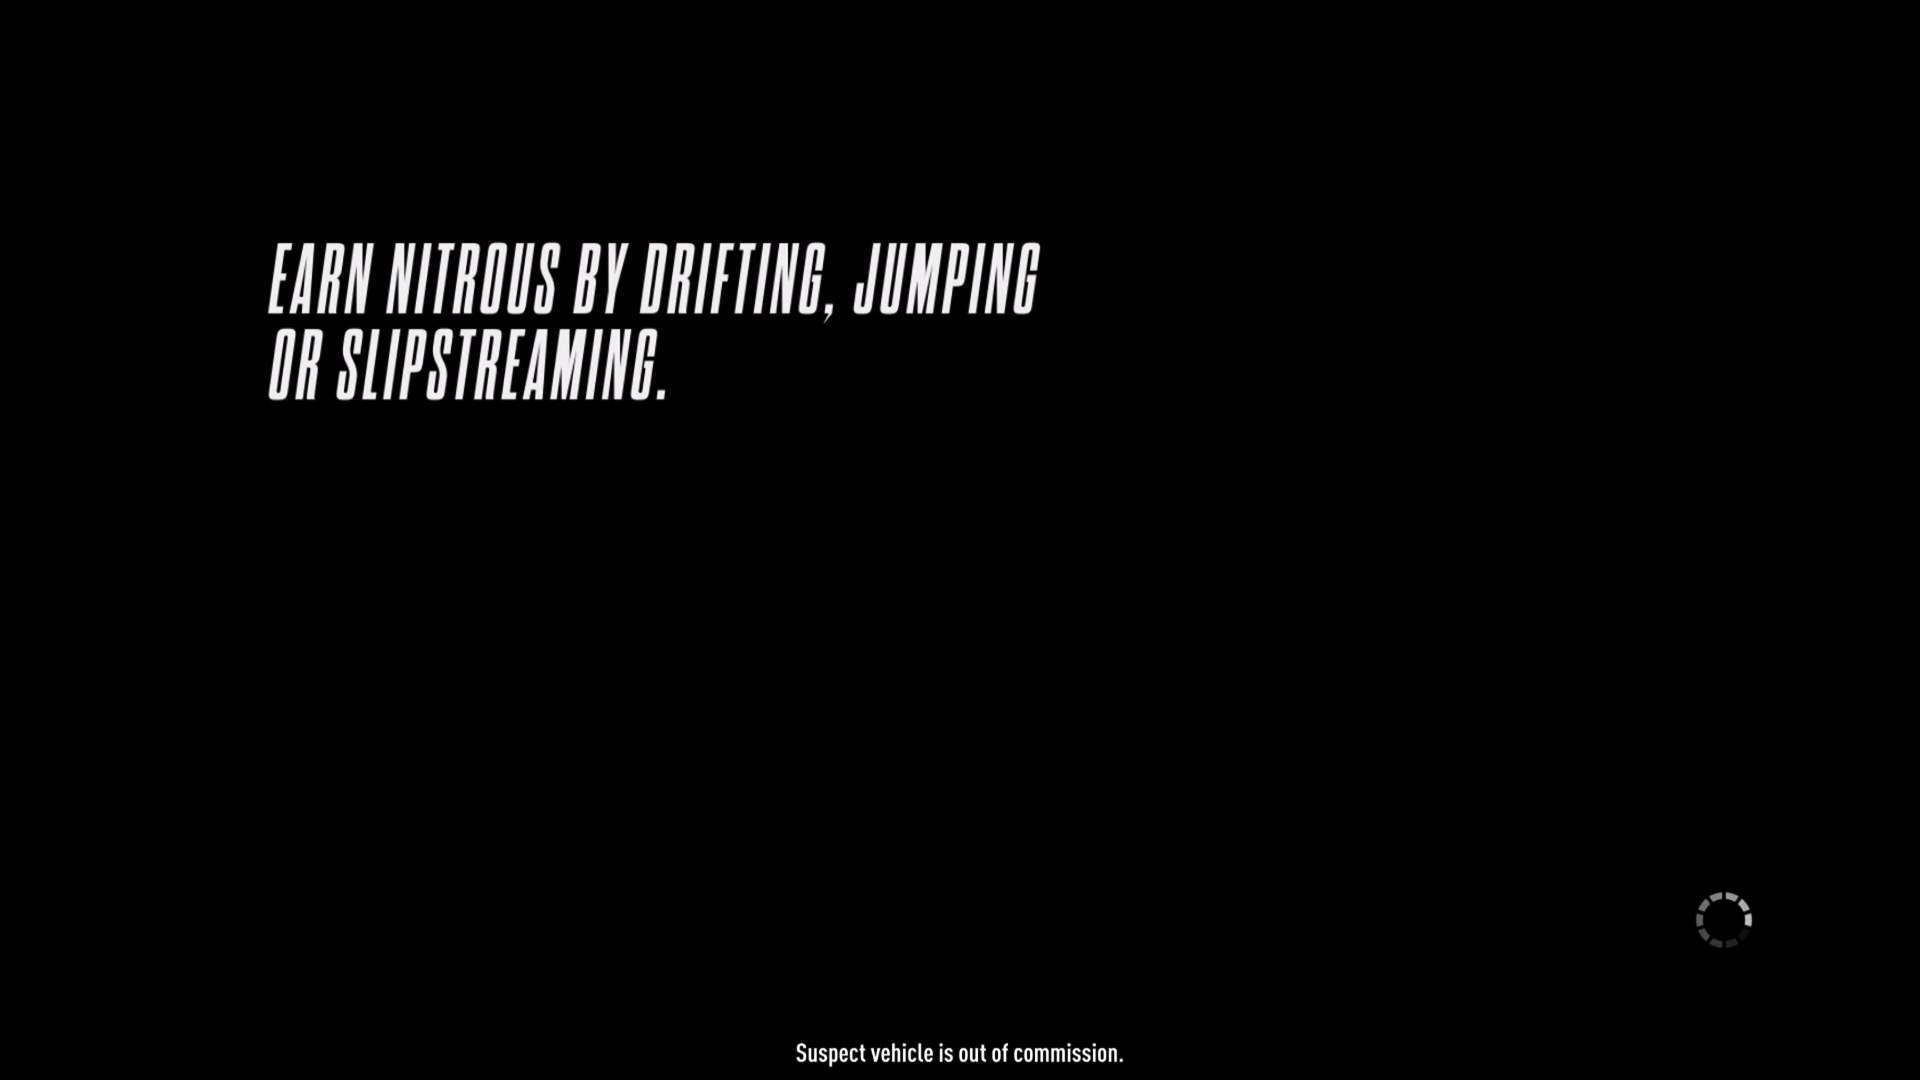 EARN NITROUS BY DRIFTING, JUMPING
OR SLIPSTREAMING.
Suspect vehicle is out of commission.